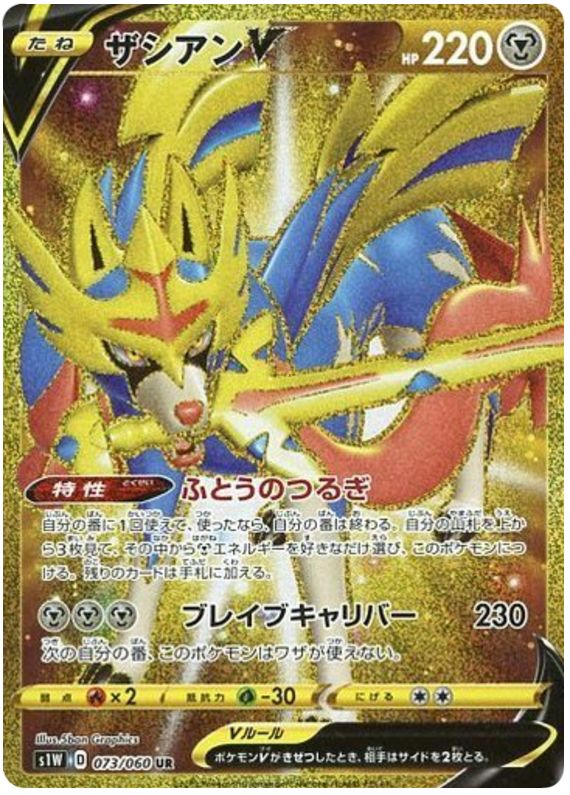 たね ザシアンV HP 220
特性 とくせい ふとうのつるぎ
自分の番に1回使えて、使ったなら、自分の番は終わる。自分の山札を上か
ら3枚見て、その中からエネルギーを好きなだけ選び、このポケモンにつ
ける。残りのカードは手札に加える。
ブレイブキャリバー 230
次の自分の番、このポケモンはワザが使えない。
弱点 ×2 抵抗力 -30 にげる
Illus. 5ban Graphics
Vルール
s1W D 073/060 UR
ポケモンVがきぜつしたとき、相手はサイドを2枚とる。